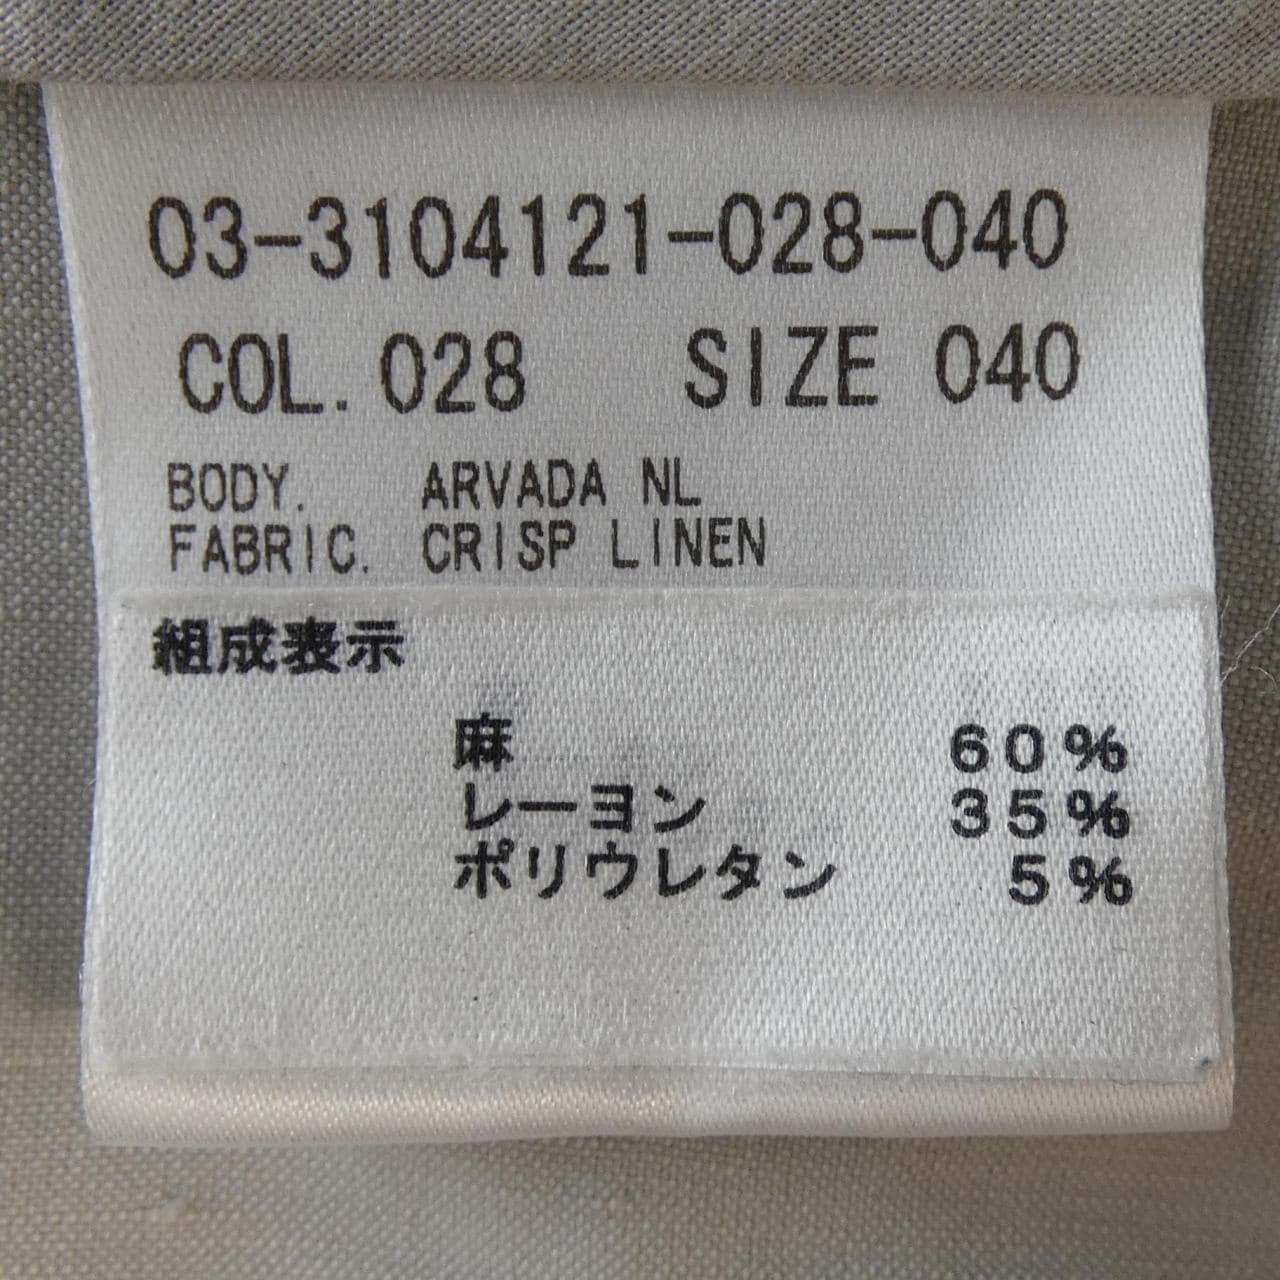 03-3104121-028-040
COL. 028 SIZE 040
BODY. ARVADA NL
FABRIC. CRISP LINEN
組成表示
麻 60%
レーヨン 35%
ポリウレタン 5%